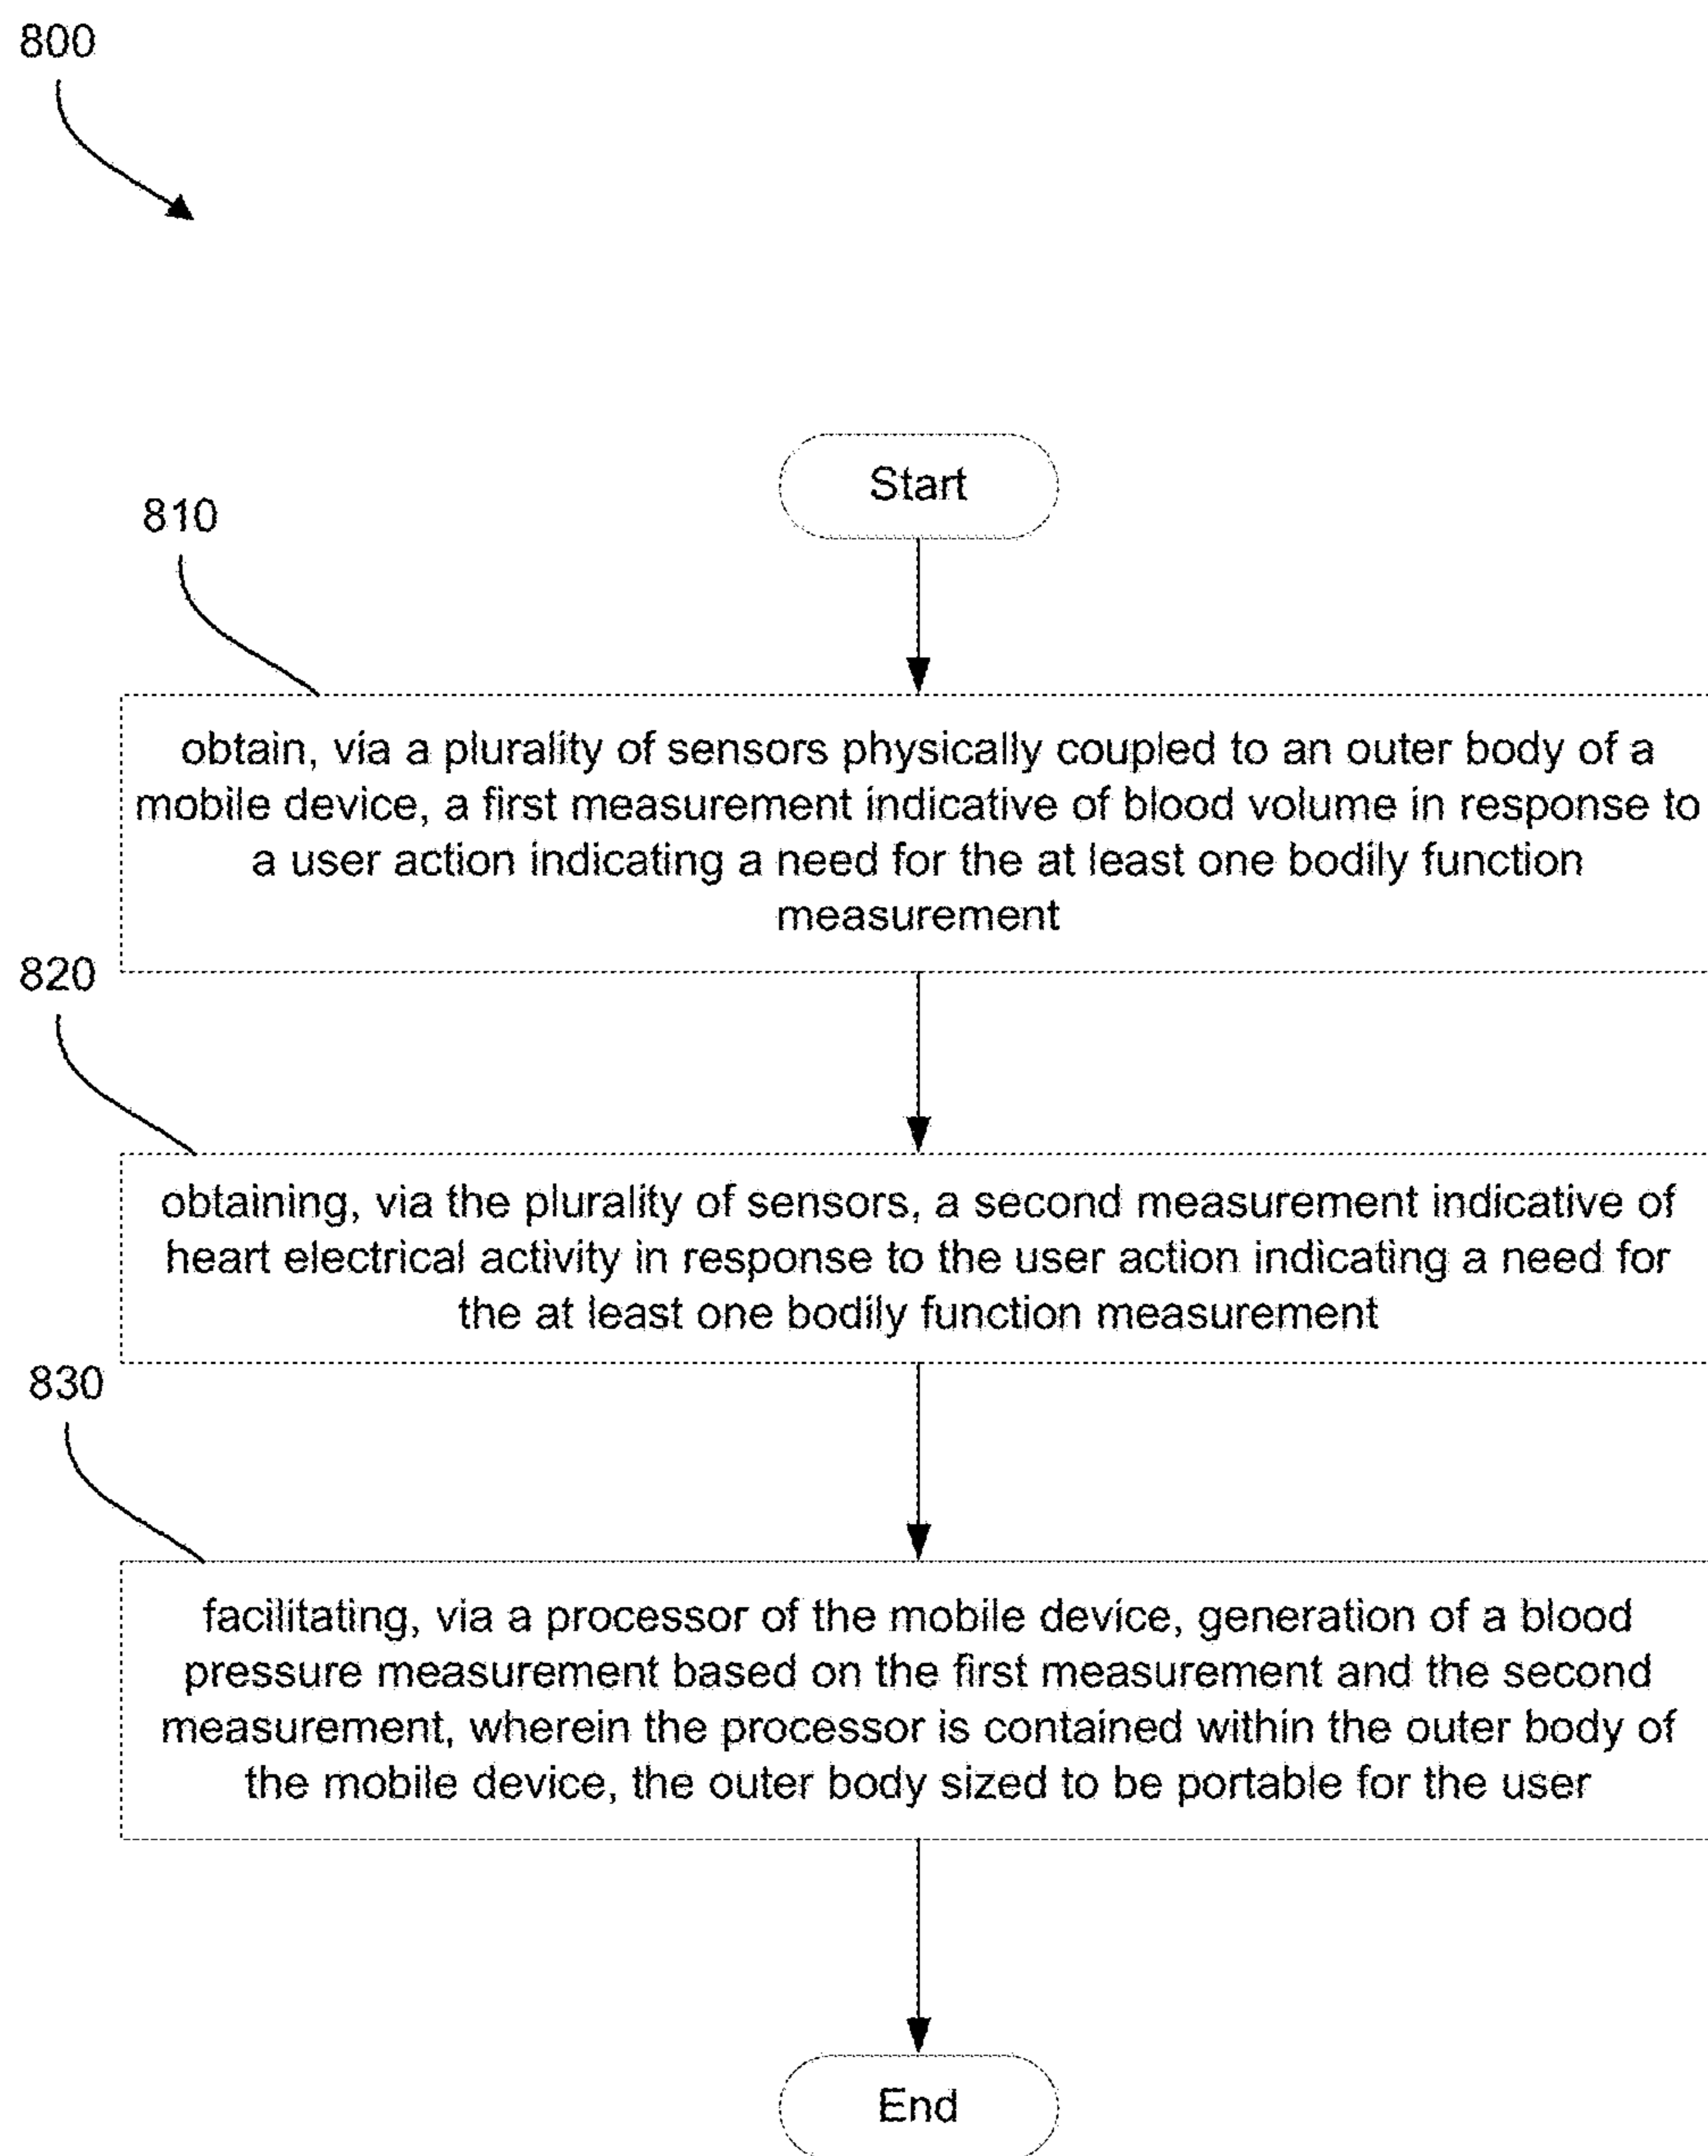 800
Start
810
obtain, via a plurality of sensors physically coupled to an outer body of a
mobile device, a first measurement indicative of blood volume in response to
a user action indicating a need for the at least one bodily function
measurement
820
obtaining, via the plurality of sensors, a second measurement indicative of
heart electrical activity in response to the user action indicating a need for
the at least one bodily function measurement
830
facilitating, via a processor of the mobile device, generation of a blood
pressure measurement based on the first measurement and the second
measurement, wherein the processor is contained within the outer body of
the mobile device, the outer body sized to be portable for the user
End